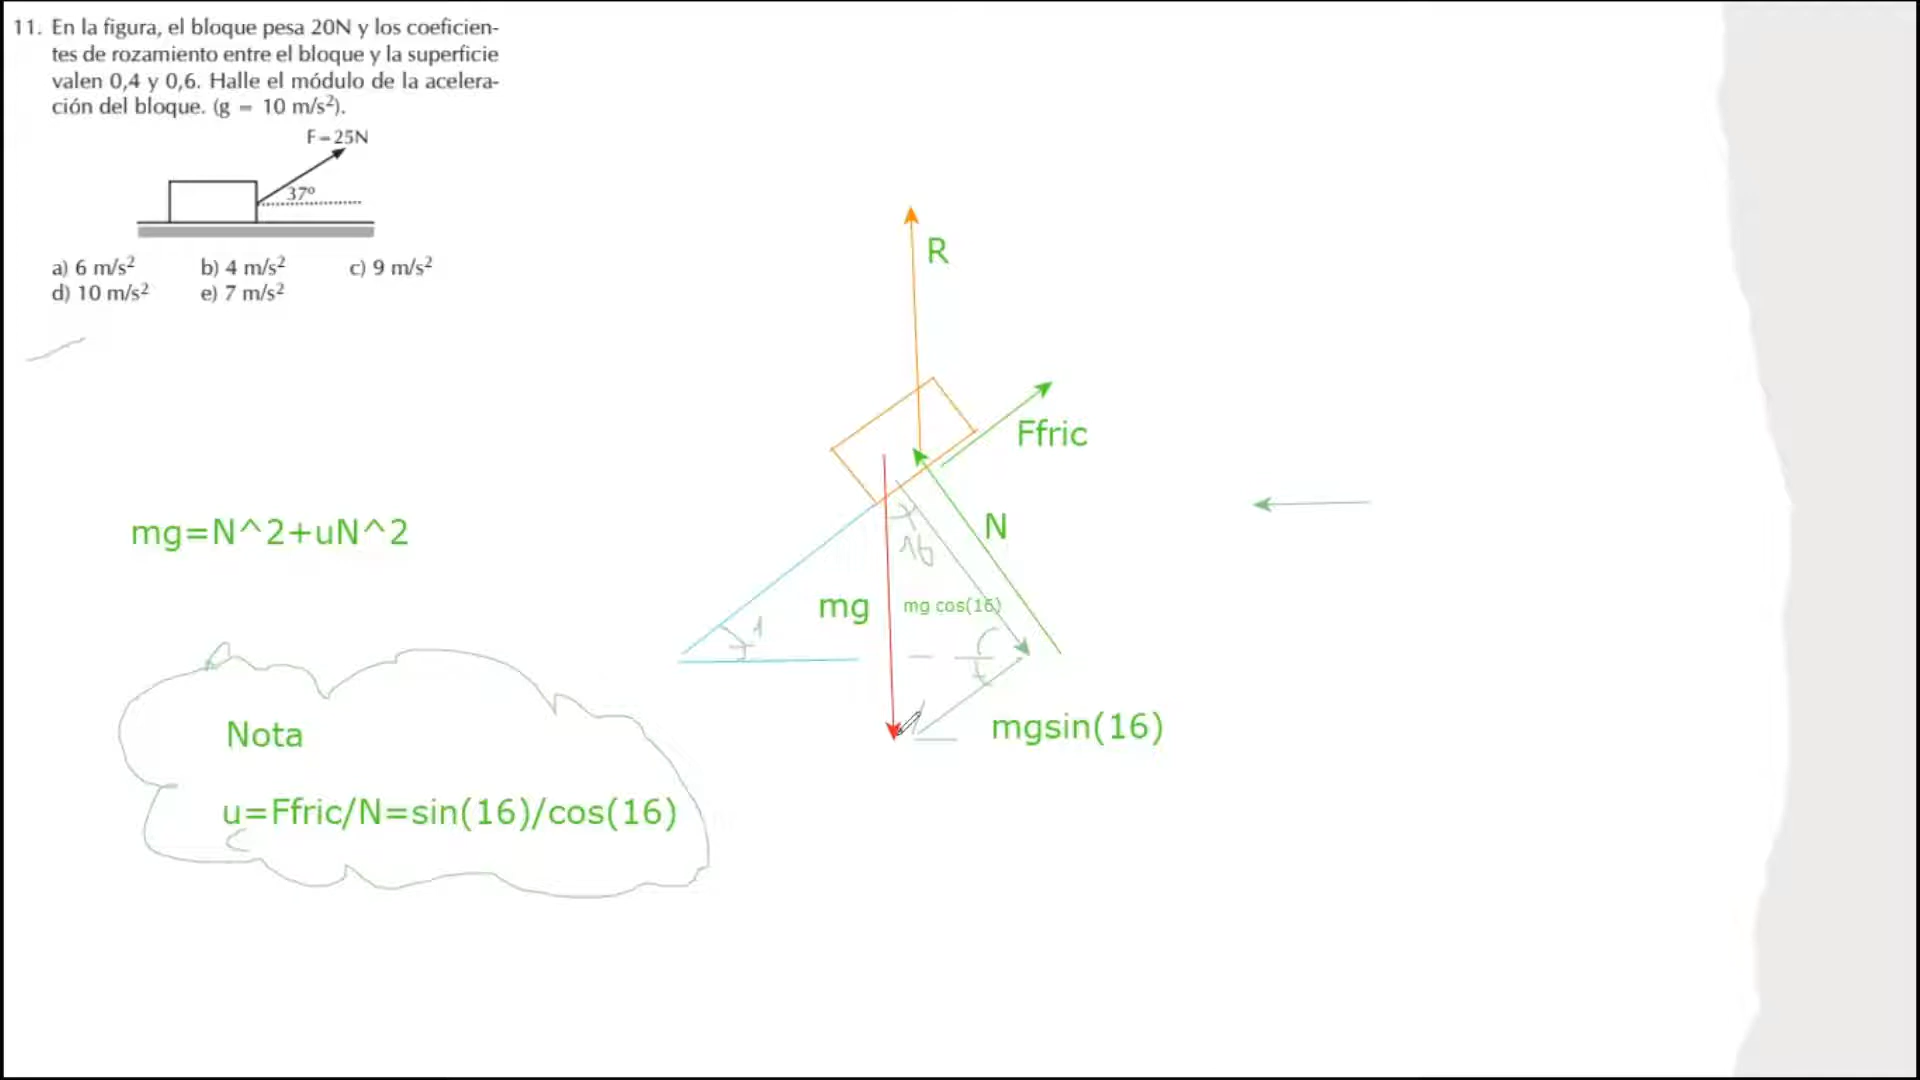 11. En la figura, el bloque pesa 20N y los coeficien-
tes de rozamiento entre el bloque y la superficie
valen 0,4 y 0,6. Halle el módulo de la acelera-
ción del bloque. (g = 10 m/s²).
F=25N
37º
a) 6 m/s² b) 4 m/s² c) 9 m/s²
d) 10 m/s² e) 7 m/s²
R
Ffric
N
16
mg
mg cos(16)
mgsin(16)
mg=N^2+uN^2
Nota
u=Ffric/N=sin(16)/cos(16)